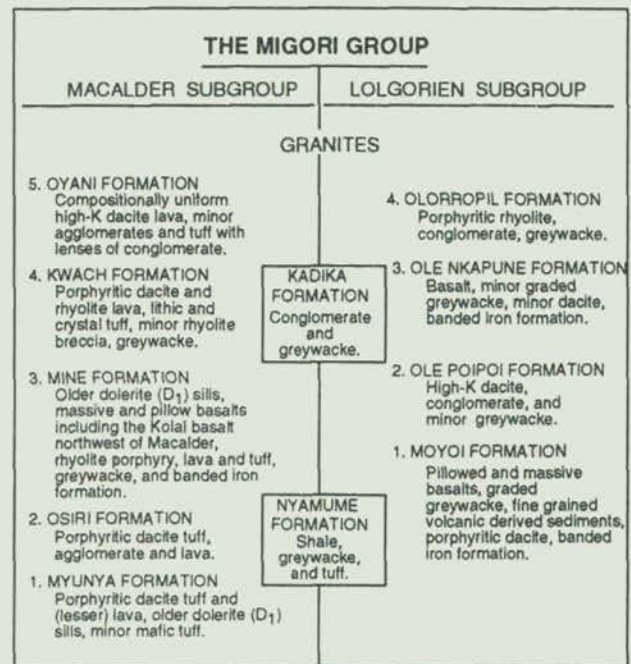 THE MIGORI GROUP
MACALDER SUBGROUP
LOLGORIEN SUBGROUP
GRANITES
5. OYANI FORMATION
Compositionally uniform
high-K dacite lava, minor
agglomerates and tuff with
lenses of conglomerate.
4. KWACH FORMATION
Porphyritic dacite and
rhyolite lava, lithic and
crystal tuff, minor rhyolite
breccia, greywacke.
3. MINE FORMATION
Older dolerite (D1) sills,
massive and pillow basalts
including the Kolal basalt
northwest of Macalder,
rhyolite porphyry, lava and tuff,
greywacke, and banded iron
formation.
2. OSIRI FORMATION
Porphyritic dacite tuff,
agglomerate and lava.
1. MYUNYA FORMATION
Porphyritic dacite tuff and
(lesser) lava, older dolerite (D1)
sills, minor mafic tuff.
KADIKA
FORMATION
Conglomerate
and
greywacke.
NYAMUME
FORMATION
Shale,
greywacke,
and tuff.
4. OLORROPIL FORMATION
Porphyritic rhyolite,
conglomerate, greywacke.
3. OLE NKAPUNE FORMATION
Basalt, minor graded
greywacke, minor dacite,
banded iron formation.
2. OLE POIPOI FORMATION
High-K dacite,
conglomerate, and
minor greywacke.
1. MOYOI FORMATION
Pillowed and massive
basalts, graded
greywacke, fine grained
volcanic derived sediments,
porphyritic dacite, banded
iron formation.